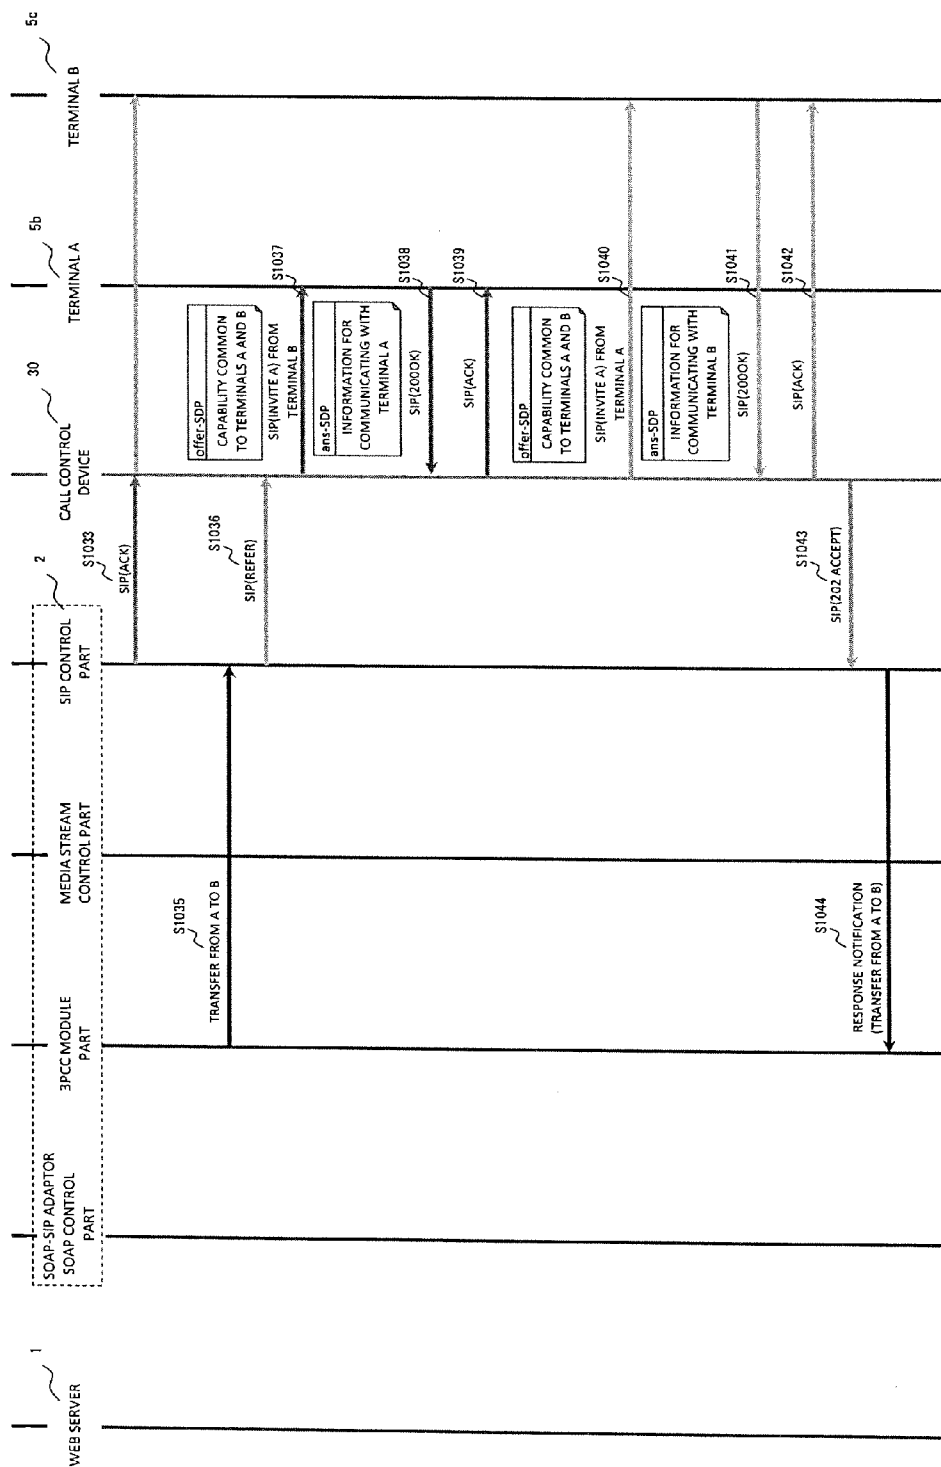 WEB SERVER
1
SOAP-SIP ADAPTOR
SOAP CONTROL
PART
3PCC MODULE
PART
MEDIA STREAM
CONTROL PART
SIP CONTROL
PART
2
CALL CONTROL
DEVICE
30
TERMINAL A
5b
TERMINAL B
5c
S1033
SIP(ACK)
S1035
TRANSFER FROM A TO B
S1036
SIP(REFER)
offer-SDP
CAPABILITY COMMON
TO TERMINALS A AND B
SIP(INVITE A) FROM
TERMINAL B
S1037
ans-SDP
INFORMATION FOR
COMMUNICATING WITH
TERMINAL A
SIP(200OK)
S1038
SIP(ACK)
S1039
offer-SDP
CAPABILITY COMMON
TO TERMINALS A AND B
SIP(INVITE A) FROM
TERMINAL A
S1040
ans-SDP
INFORMATION FOR
COMMUNICATING WITH
TERMINAL B
SIP(200OK)
S1041
SIP(ACK)
S1042
S1043
SIP(202 ACCEPT)
S1044
RESPONSE NOTIFICATION
(TRANSFER FROM A TO B)